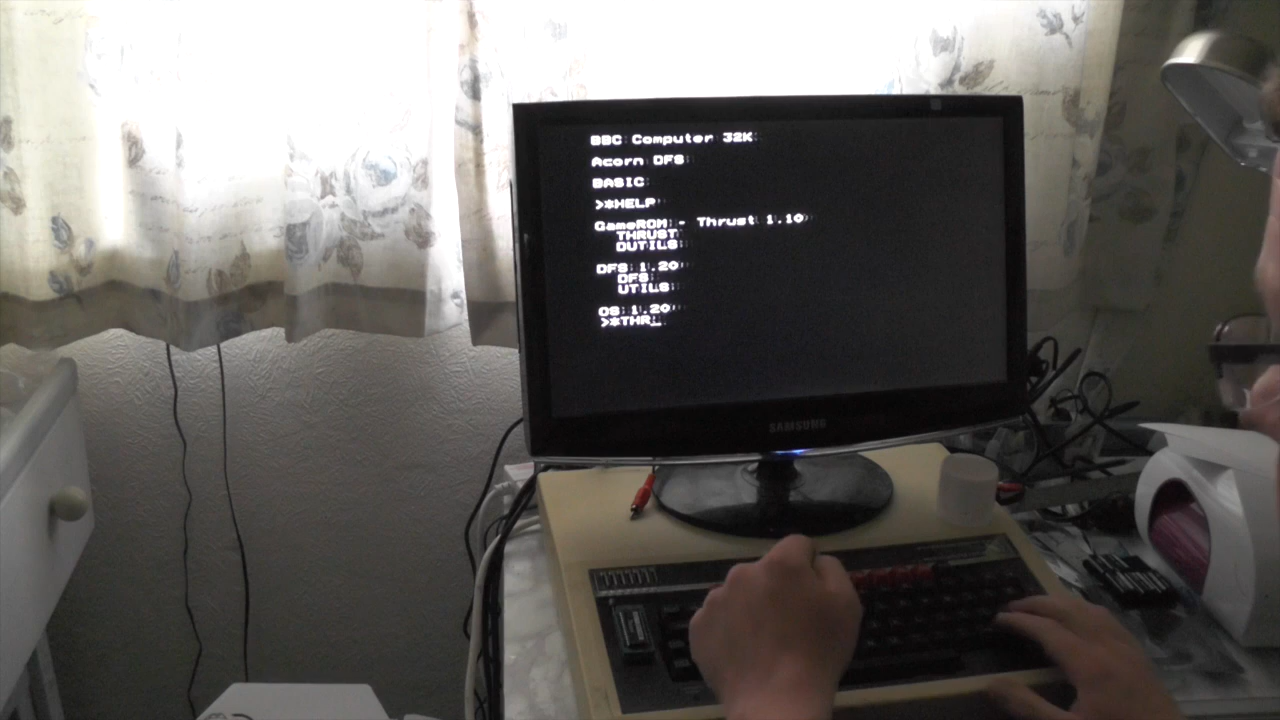 BBC Computer 32K
Acorn DFS
BASIC
>*HELP
GameROM - Thrust 1.10
THRUST
DUTILS
DFS 1.20
DFS
UTILS
OS 1.20
>*THR_
SAMSUNG